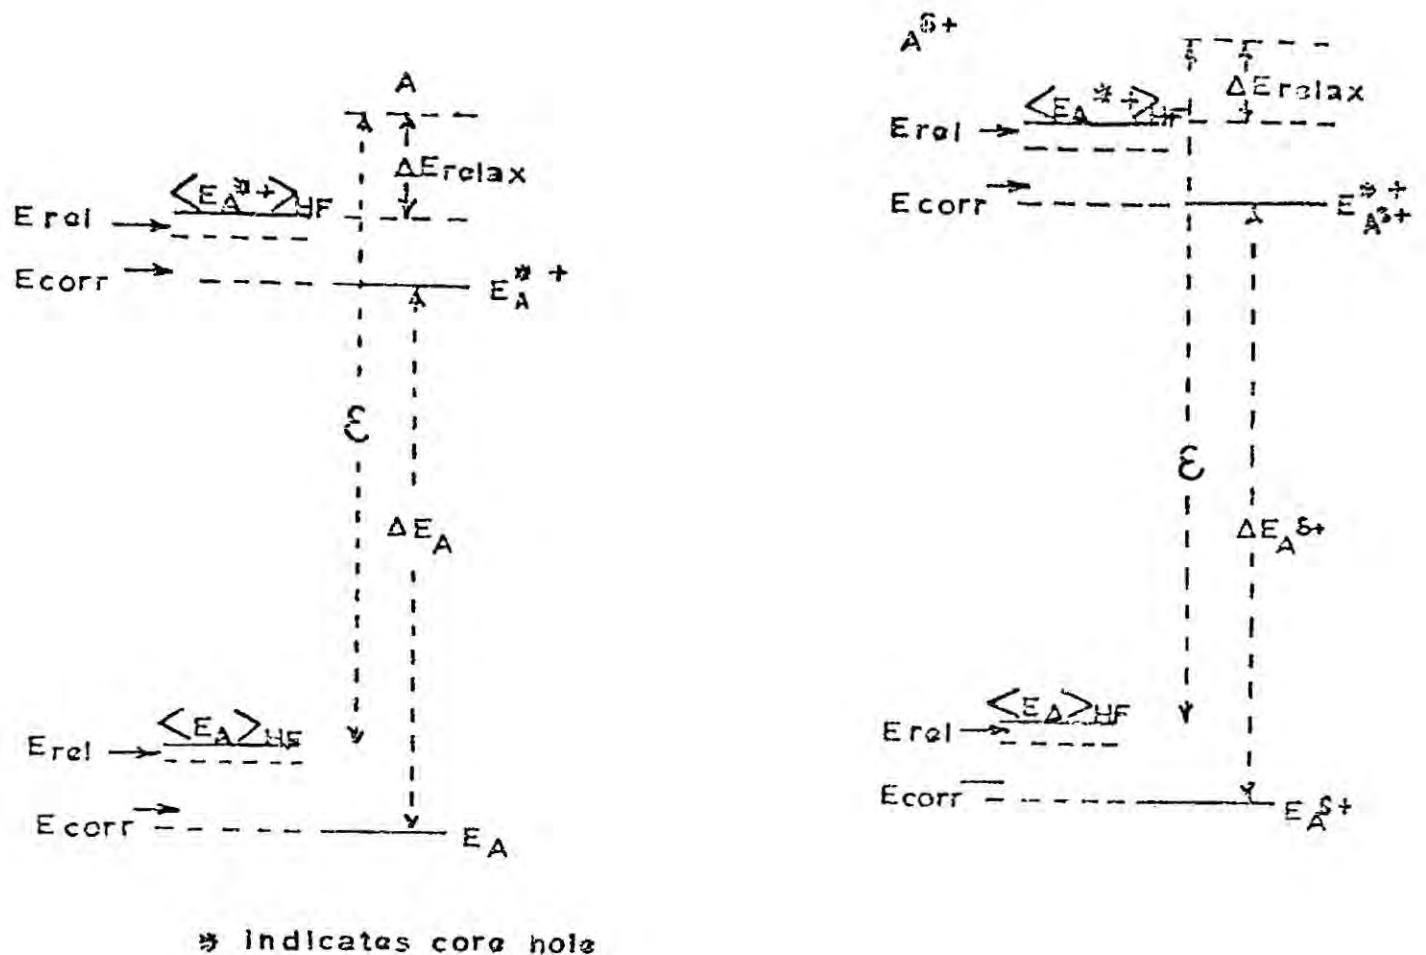 A
ΔErelax
<E_A*+>HF
Erel
Ecorr
E_A*+
ε
ΔE_A
<E_A>HF
Erel
Ecorr
E_A
A^δ+
ΔErelax
<E_A*+>HF
Erel
Ecorr
E*+_A^δ+
ε
ΔE_A^δ+
<E_A>HF
Erel
Ecorr
E_A^δ+
* indicates core hole